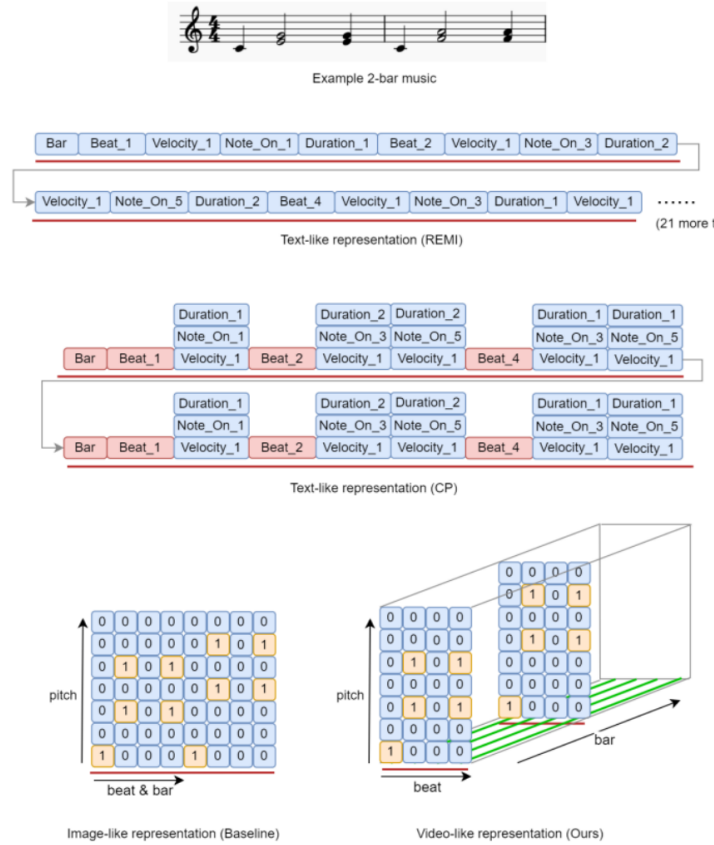 Example 2-bar music
Bar Beat_1 Velocity_1 Note_On_1 Duration_1 Beat_2 Velocity_1 Note_On_3 Duration_2
Velocity_1 Note_On_5 Duration_2 Beat_4 Velocity_1 Note_On_3 Duration_1 Velocity_1 ......
(21 more t
Text-like representation (REMI)
Duration_1 Duration_2 Duration_2 Duration_1 Duration_1
Note_On_1 Note_On_3 Note_On_5 Note_On_3 Note_On_5
Bar Beat_1 Velocity_1 Beat_2 Velocity_1 Velocity_1 Beat_4 Velocity_1 Velocity_1
Duration_1 Duration_2 Duration_2 Duration_1 Duration_1
Note_On_1 Note_On_3 Note_On_5 Note_On_3 Note_On_5
Bar Beat_1 Velocity_1 Beat_2 Velocity_1 Velocity_1 Beat_4 Velocity_1 Velocity_1
Text-like representation (CP)
pitch
0 0 0 0 0 0 0 0
0 0 0 0 0 1 0 1
0 1 0 1 0 0 0 0
0 0 0 0 0 1 0 1
0 1 0 1 0 0 0 0
0 0 0 0 0 0 0 0
1 0 0 0 1 0 0 0
beat & bar
Image-like representation (Baseline)
pitch
0 0 0 0
0 0 0 0
0 1 0 1
0 0 0 0
0 1 0 1
0 0 0 0
1 0 0 0
beat
0 0 0 0
0 1 0 1
0 0 0 0
0 1 0 1
0 0 0 0
0 0 0 0
1 0 0 0
bar
Video-like representation (Ours)